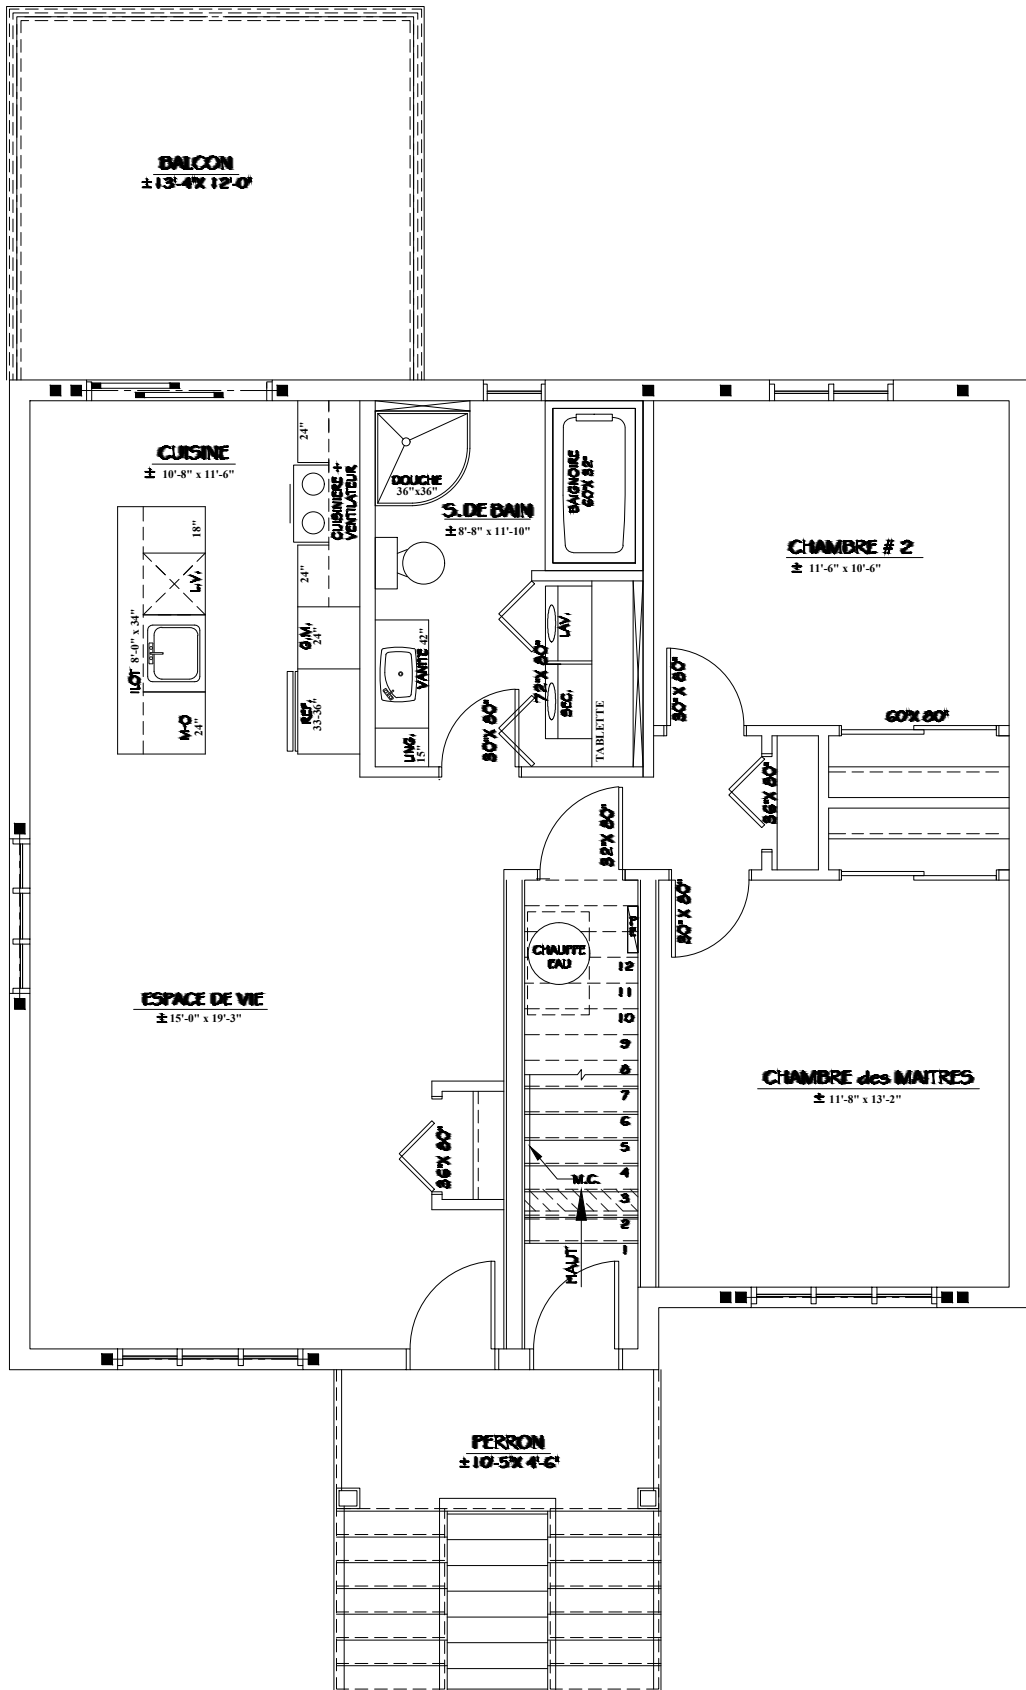 BALCON
±13'-4"X 12'-0"
CUISINE
± 10'-8" x 11'-6"
24"
CUISINIERE +
VENTILATEUR
24"
G.M.
24"
REF.
33-36"
18"
L.V.
ILOT 8'-0" x 34"
M-O
24"
DOUCHE
36"x36"
S. DE BAIN
± 8'-8" x 11'-10"
BAIGNOIRE
60"X 32"
VANITE 42"
LING.
15"
30"X 80"
72"X 80"
LAV.
SEC.
TABLETTE
CHAMBRE # 2
± 11'-6" x 10'-6"
30"X 80"
60"X 80"
36"X 80"
32"X 80"
30"X 80"
CHAUFFE
EAU
ESPACE DE VIE
± 15'-0" x 19'-3"
12
11
10
9
8
7
6
5
4
3
2
1
M.C.
HAUT
36"X 80"
CHAMBRE des MAITRES
± 11'-8" x 13'-2"
PERRON
±10'-5"X 4'-6"